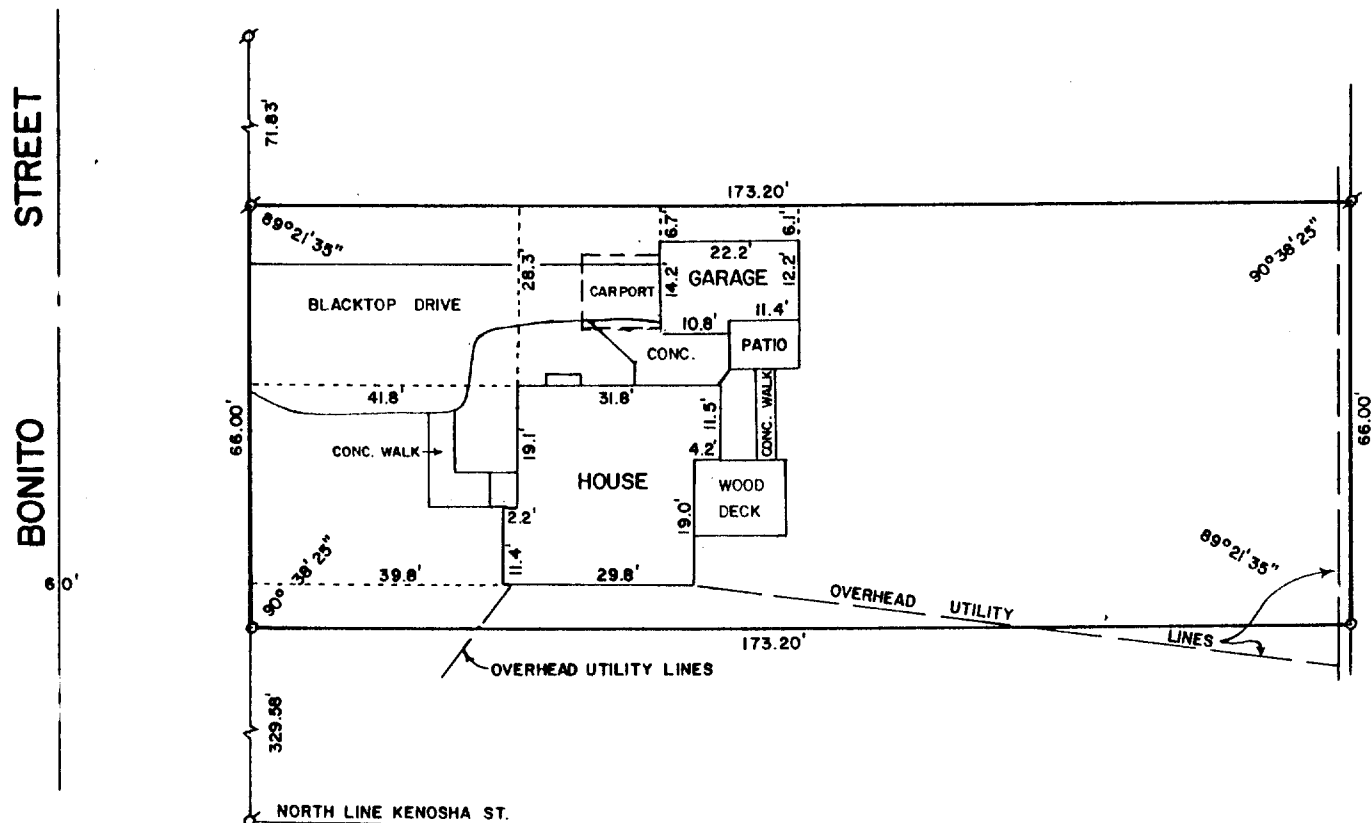 BONITO STREET
60'
71.83'
173.20'
89°21'35"
90°38'25"
6.7'
6.1'
28.3'
22.2'
GARAGE
14.2'
12.2'
CARPORT
BLACKTOP DRIVE
10.8'
11.4'
CONC.
PATIO
41.8'
31.8'
11.5'
CONC. WALK
66.00'
66.00'
CONC. WALK
19.1'
4.2'
HOUSE
WOOD
DECK
2.2'
19.0'
11.4'
39.8'
29.8'
90° 38'25"
89°21'35"
OVERHEAD UTILITY LINES
173.20'
OVERHEAD UTILITY LINES
329.58'
NORTH LINE KENOSHA ST.